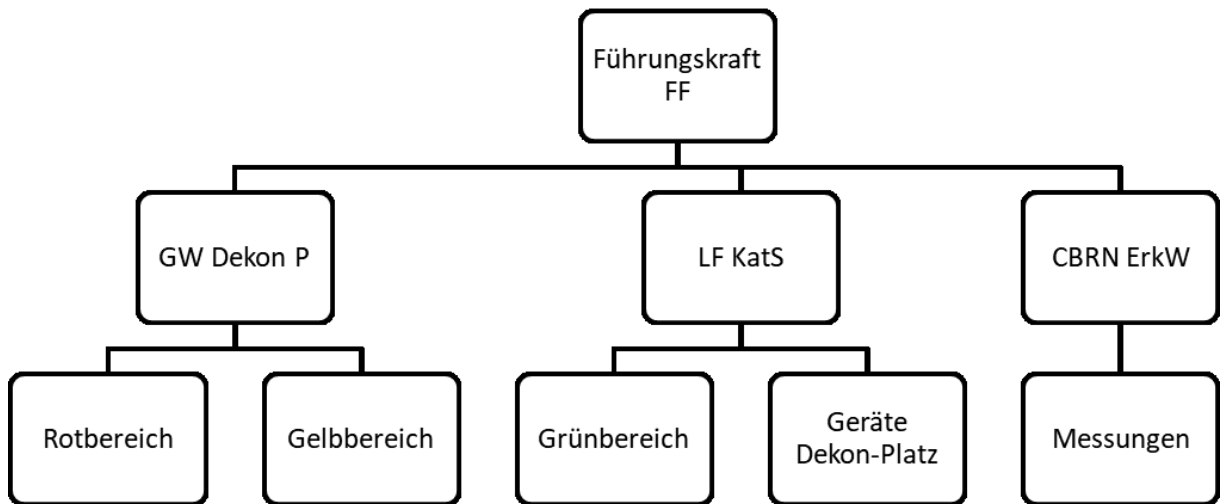 Führungskraft
FF
GW Dekon P
LF KatS
CBRN ErkW
Rotbereich
Gelbbereich
Grünbereich
Geräte
Dekon-Platz
Messungen